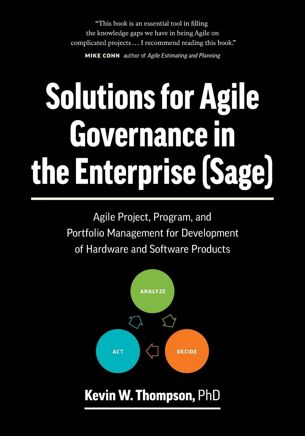 “This book is an essential tool in filling
the knowledge gaps we have in being Agile on
complicated projects … I recommend reading this book.”
MIKE COHN author of Agile Estimating and Planning
Solutions for Agile
Governance in
the Enterprise (Sage)
Agile Project, Program, and
Portfolio Management for Development
of Hardware and Software Products
ANALYZE
ACT
DECIDE
Kevin W. Thompson, PhD